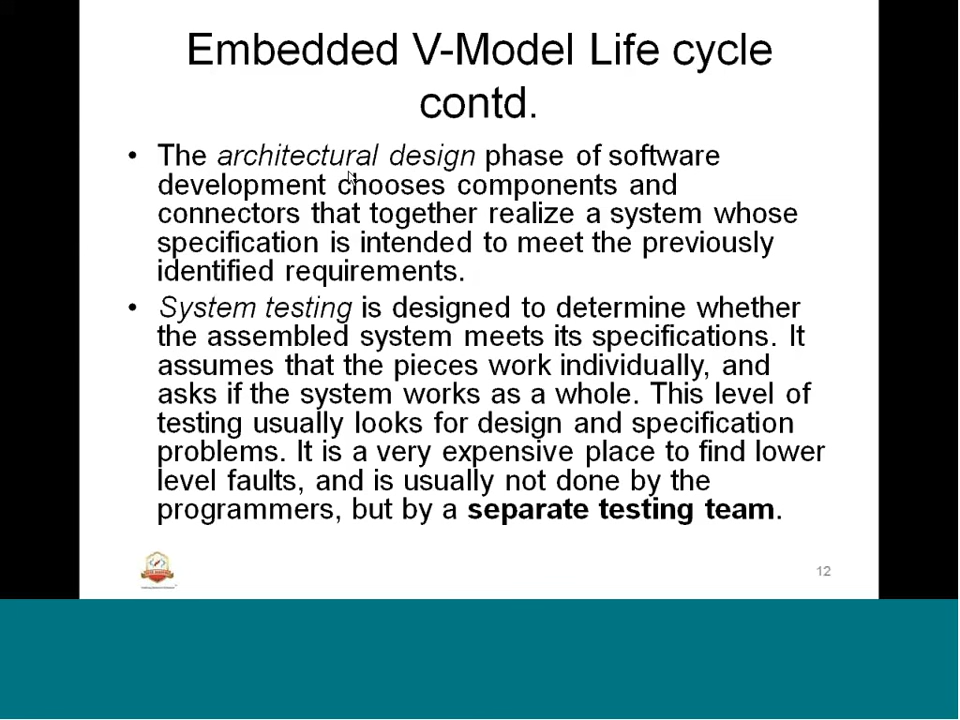 Embedded V-Model Life cycle
contd.
• The architectural design phase of software
development chooses components and
connectors that together realize a system whose
specification is intended to meet the previously
identified requirements.
• System testing is designed to determine whether
the assembled system meets its specifications. It
assumes that the pieces work individually, and
asks if the system works as a whole. This level of
testing usually looks for design and specification
problems. It is a very expensive place to find lower
level faults, and is usually not done by the
programmers, but by a separate testing team.
12